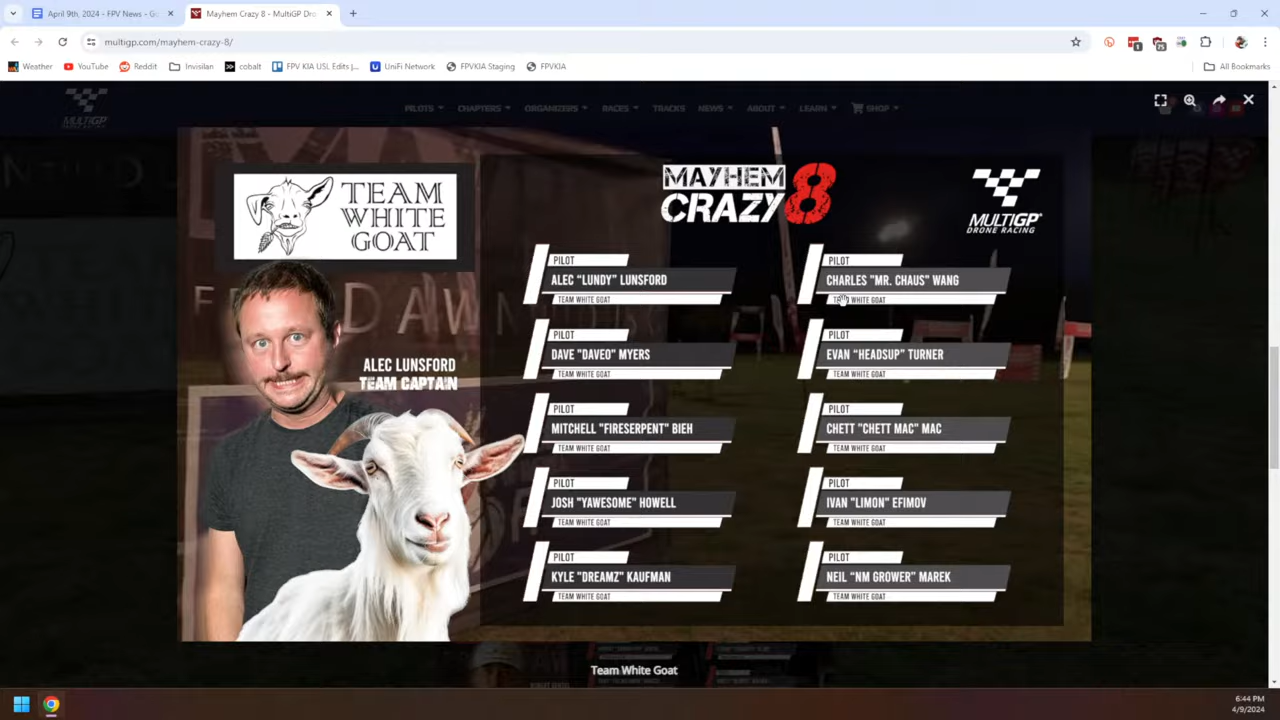 April 9th, 2024 - FPV News - Go
Mayhem Crazy 8 - MultiGP Dro
multigp.com/mayhem-crazy-8/
1
75
Weather
YouTube
Reddit
Invisilan
cobalt
FPV KIA USL Edits |...
UniFi Network
FPVKIA Staging
FPVKIA
All Bookmarks
MULTIGP
DRONE RACING
PILOTS
CHAPTERS
ORGANIZERS
RACES
TRACKS
NEWS
ABOUT
LEARN
SHOP
TEAM
WHITE
GOAT
MAYHEM
CRAZY 8
MULTIGP
DRONE RACING
ALEC LUNSFORD
TEAM CAPTAIN
PILOT
ALEC "LUNDY" LUNSFORD
TEAM WHITE GOAT
PILOT
DAVE "DAVEO" MYERS
TEAM WHITE GOAT
PILOT
MITCHELL "FIRESERPENT" BIEH
TEAM WHITE GOAT
PILOT
JOSH "YAWESOME" HOWELL
TEAM WHITE GOAT
PILOT
KYLE "DREAMZ" KAUFMAN
TEAM WHITE GOAT
PILOT
CHARLES "MR. CHAUS" WANG
TEAM WHITE GOAT
PILOT
EVAN "HEADSUP" TURNER
TEAM WHITE GOAT
PILOT
CHETT "CHETT MAC" MAC
TEAM WHITE GOAT
PILOT
IVAN "LIMON" EFIMOV
TEAM WHITE GOAT
PILOT
NEIL "NM GROWER" MAREK
TEAM WHITE GOAT
Team White Goat
6:44 PM
4/9/2024